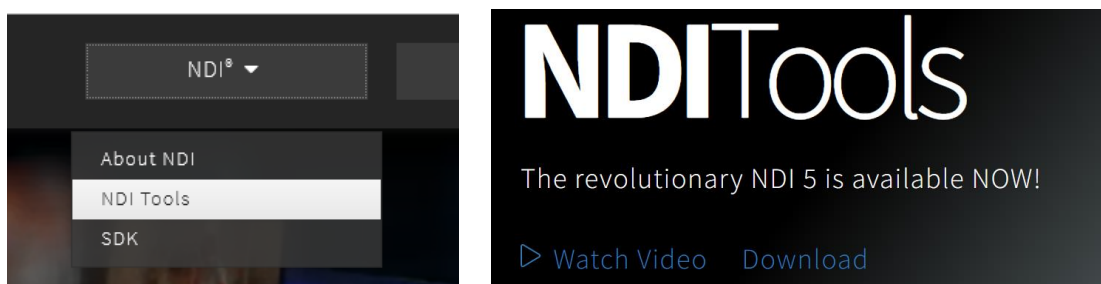 NDI® 
About NDI
NDI Tools
SDK
NDITools
The revolutionary NDI 5 is available NOW!
Watch Video Download